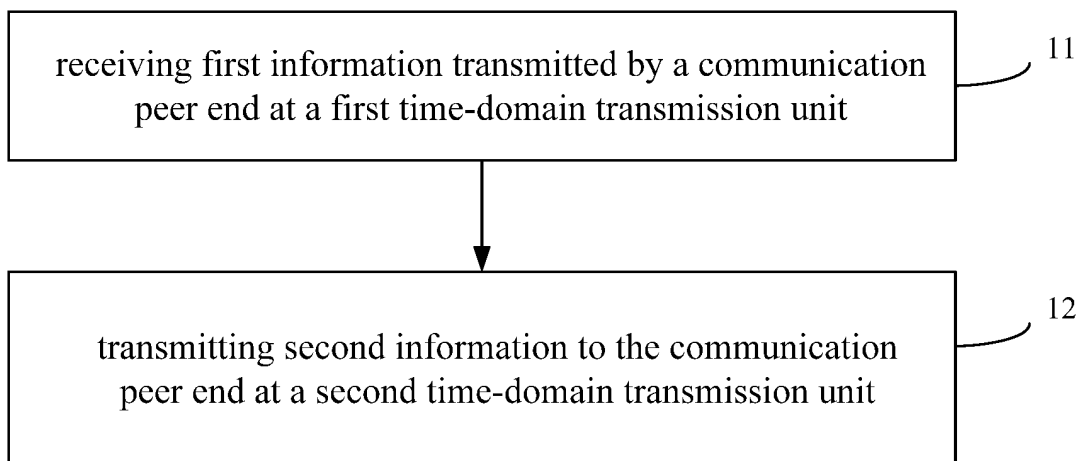 receiving first information transmitted by a communication
peer end at a first time-domain transmission unit
11
transmitting second information to the communication
peer end at a second time-domain transmission unit
12